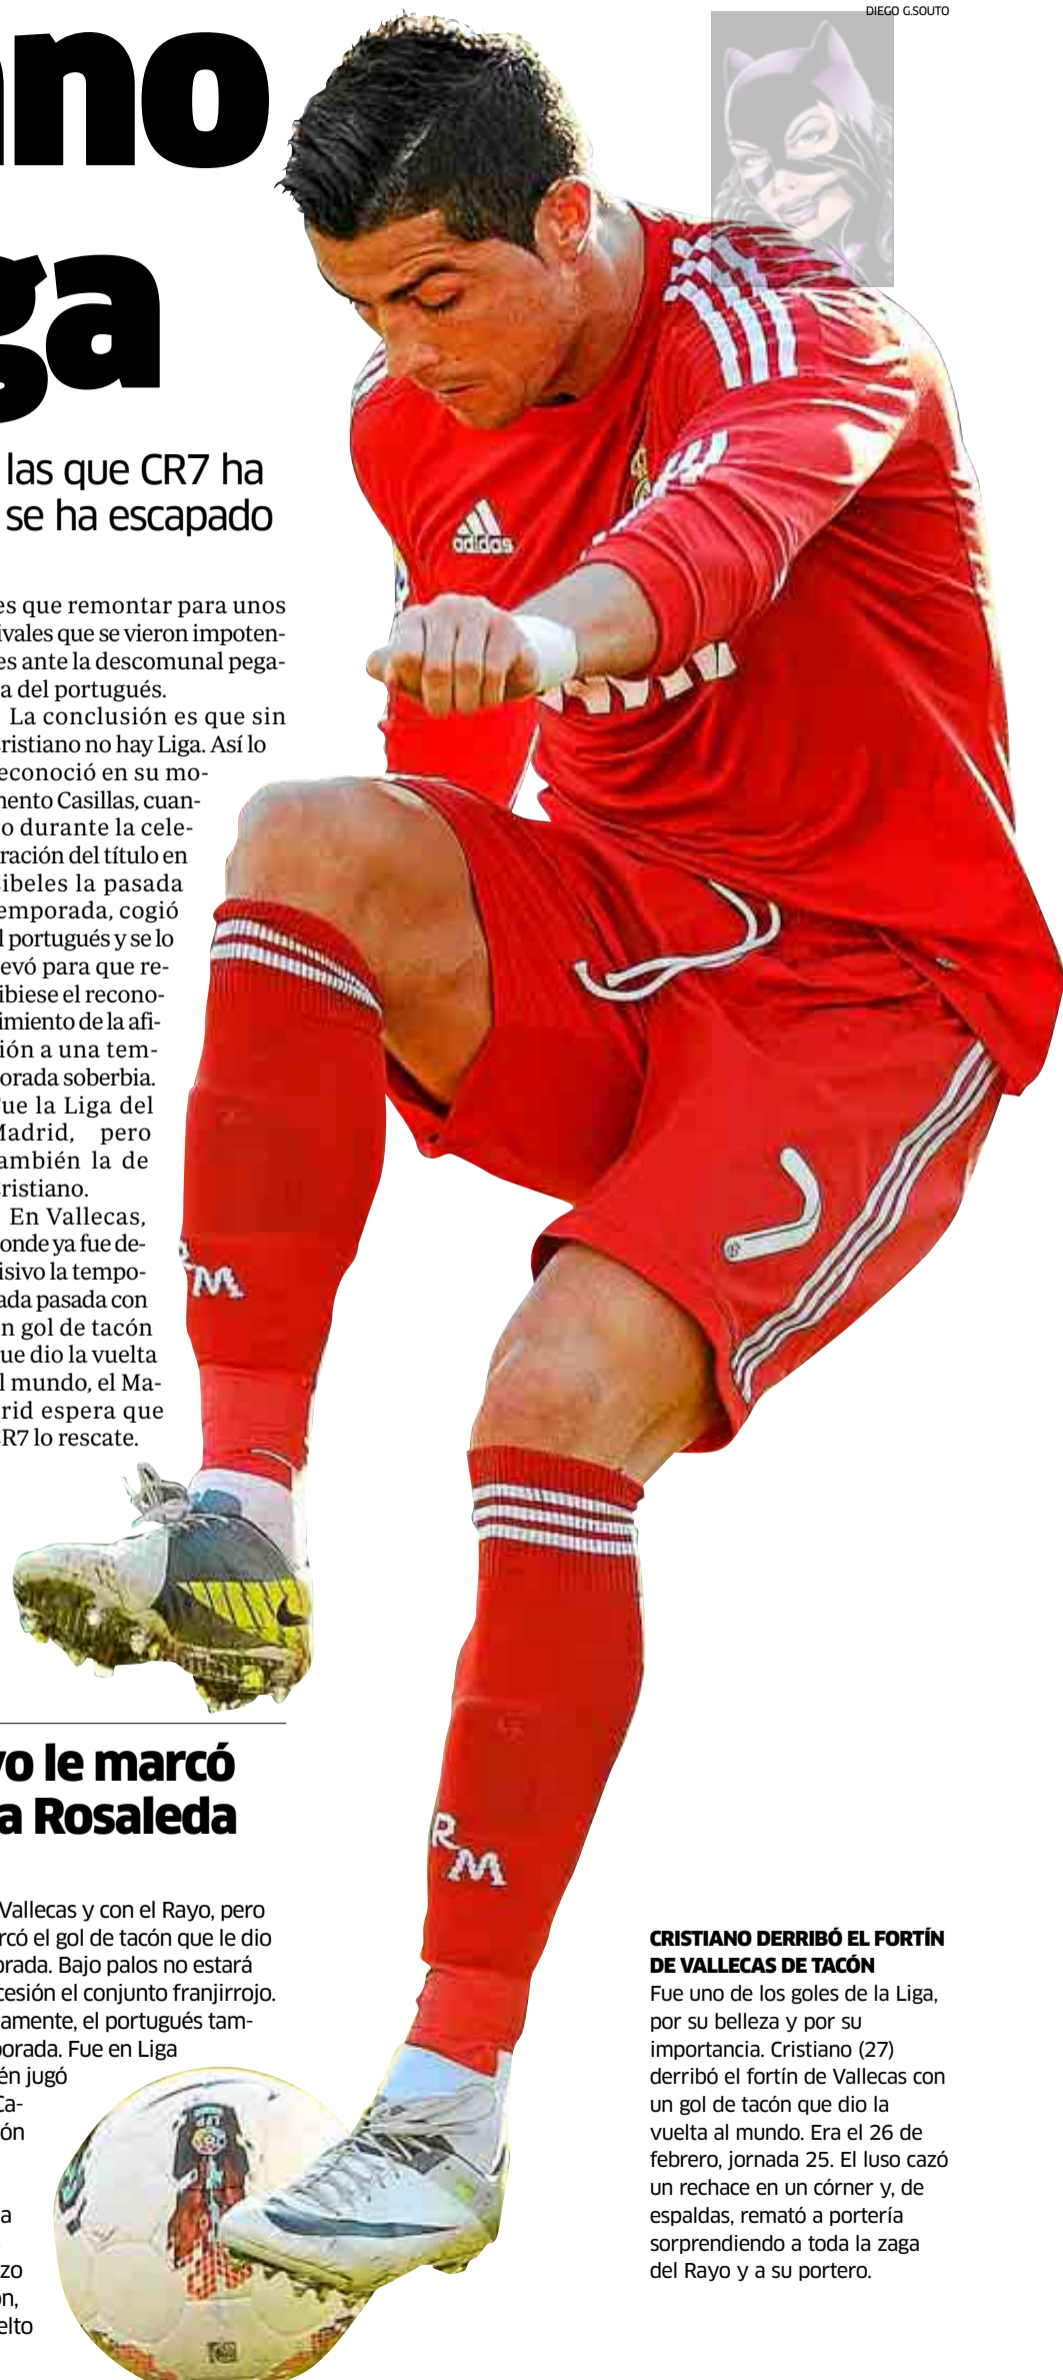 DIEGO G.SOUTO
no
ga
las que CR7 ha
se ha escapado
es que remontar para unos
ivales que se vieron impoten-
es ante la descomunal pega-
a del portugués.
La conclusión es que sin
ristiano no hay Liga. Así lo
econoció en su mo-
mento Casillas, cuan-
o durante la cele-
ración del título en
ibeles la pasada
emporada, cogió
l portugués y se lo
evó para que re-
ibiese el recono-
imiento de la afi-
ión a una tem-
orada soberbia.
ue la Liga del
Madrid, pero
ambién la de
ristiano.
En Vallecas,
onde ya fue de-
isivo la tempo-
ada pasada con
n gol de tacón
ue dio la vuelta
l mundo, el Ma-
rid espera que
R7 lo rescate.
adidas
7
RM
RM
yo le marcó
a Rosaleda
Vallecas y con el Rayo, pero
rcó el gol de tacón que le dio
orada. Bajo palos no estará
cesión el conjunto franjirrojo.
amente, el portugués tam-
porada. Fue en Liga
én jugó
Ca-
ón
a
zo
on,
elto
LFP
CRISTIANO DERRIBÓ EL FORTÍN
DE VALLECAS DE TACÓN
Fue uno de los goles de la Liga,
por su belleza y por su
importancia. Cristiano (27)
derribó el fortín de Vallecas con
un gol de tacón que dio la
vuelta al mundo. Era el 26 de
febrero, jornada 25. El luso cazó
un rechace en un córner y, de
espaldas, remató a portería
sorprendiendo a toda la zaga
del Rayo y a su portero.